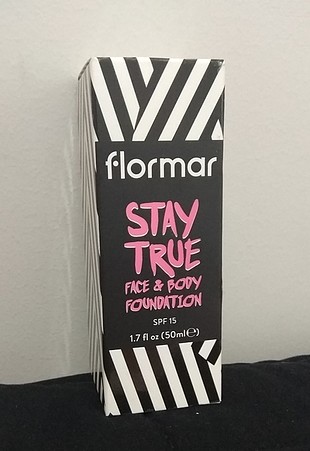 flormar
STAY
TRUE
FACE & BODY
FOUNDATION
SPF 15
1.7 fl oz (50ml℮)